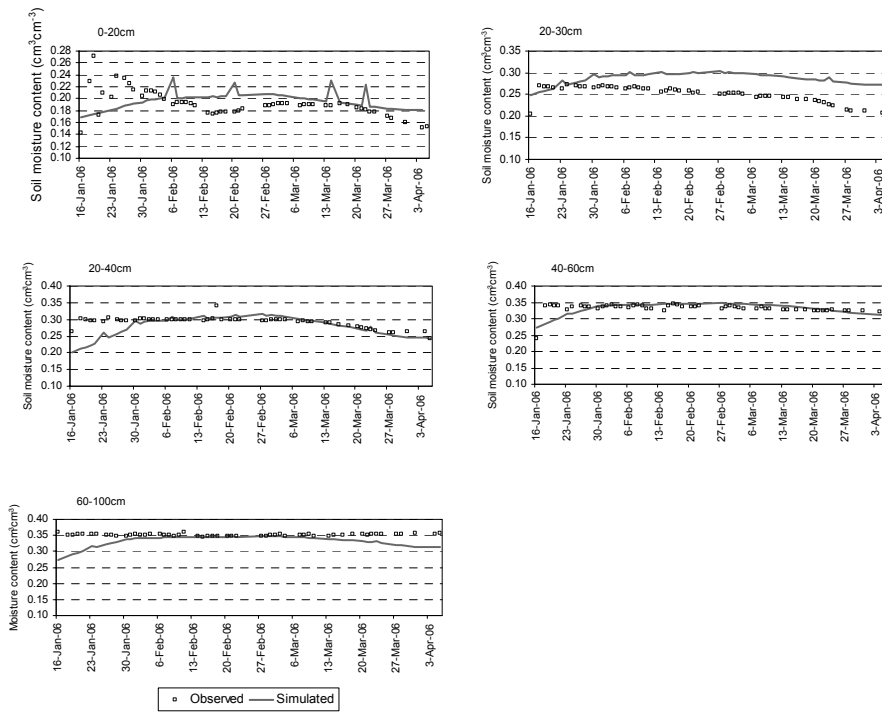 0-20cm
Soil moisture content (cm³cm⁻³)
0.28
0.26
0.24
0.22
0.20
0.18
0.16
0.14
0.12
0.10
16-Jan-06
23-Jan-06
30-Jan-06
6-Feb-06
13-Feb-06
20-Feb-06
27-Feb-06
6-Mar-06
13-Mar-06
20-Mar-06
27-Mar-06
3-Apr-06
20-30cm
Soil moisture content (cm³cm⁻³)
0.35
0.30
0.25
0.20
0.15
0.10
16-Jan-06
23-Jan-06
30-Jan-06
6-Feb-06
13-Feb-06
20-Feb-06
27-Feb-06
6-Mar-06
13-Mar-06
20-Mar-06
27-Mar-06
3-Apr-06
20-40cm
Soil moisture content (cm³cm³)
0.40
0.35
0.30
0.25
0.20
0.15
0.10
16-Jan-06
23-Jan-06
30-Jan-06
6-Feb-06
13-Feb-06
20-Feb-06
27-Feb-06
6-Mar-06
13-Mar-06
20-Mar-06
27-Mar-06
3-Apr-06
40-60cm
Soil moisture content (cm³cm³)
0.40
0.35
0.30
0.25
0.20
0.15
0.10
16-Jan-06
23-Jan-06
30-Jan-06
6-Feb-06
13-Feb-06
20-Feb-06
27-Feb-06
6-Mar-06
13-Mar-06
20-Mar-06
27-Mar-06
3-Apr-06
60-100cm
Moisture content (cm³cm³)
0.40
0.35
0.30
0.25
0.20
0.15
0.10
16-Jan-06
23-Jan-06
30-Jan-06
6-Feb-06
13-Feb-06
20-Feb-06
27-Feb-06
6-Mar-06
13-Mar-06
20-Mar-06
27-Mar-06
3-Apr-06
Observed Simulated